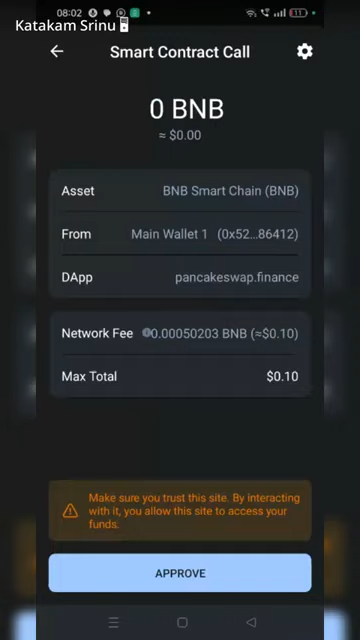 08:02
11
Katakam Srinu
Smart Contract Call
0 BNB
≈ $0.00
Asset BNB Smart Chain (BNB)
From Main Wallet 1 (0x52...86412)
DApp pancakeswap.finance
Network Fee 0.00050203 BNB (≈$0.10)
Max Total $0.10
Make sure you trust this site. By interacting
with it, you allow this site to access your
funds.
APPROVE